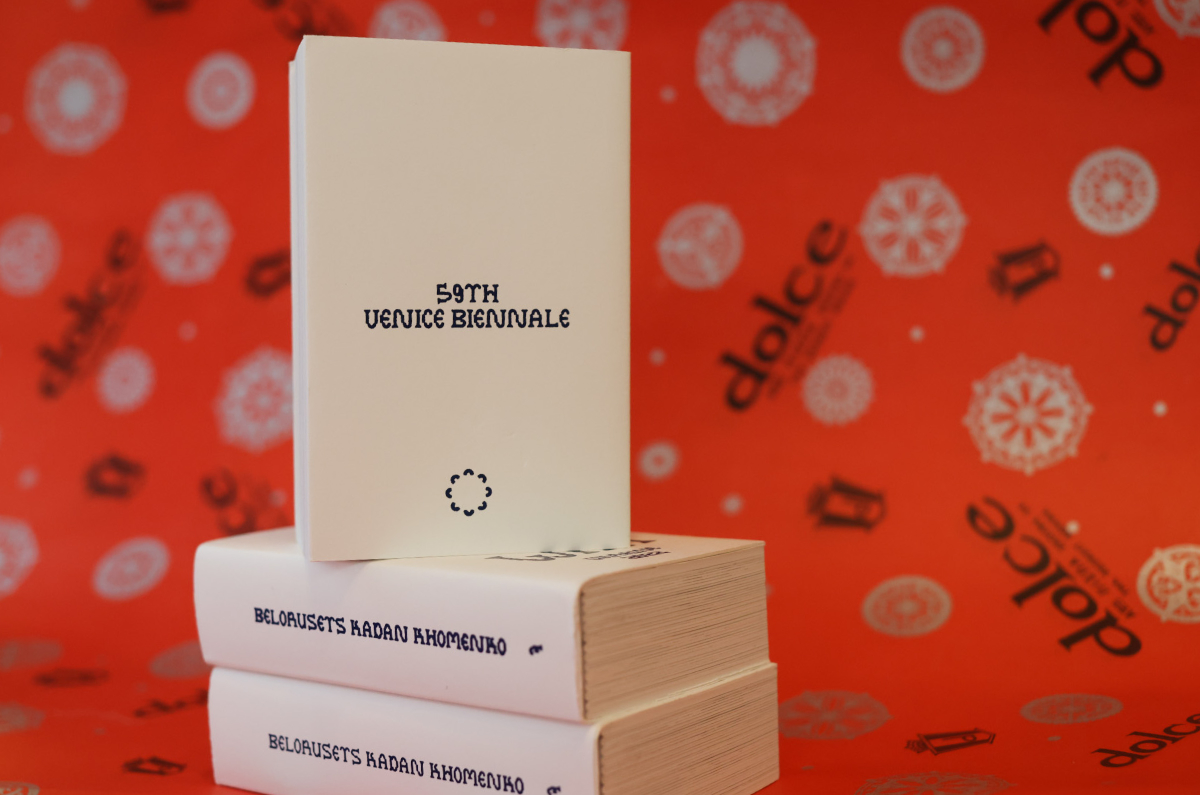 59TH
VENICE BIENNALE
BELORUSETS KADAN KHOMENKO
BELORUSETS KADAN KHOMENKO
dolce
dolce
dolce
dolce